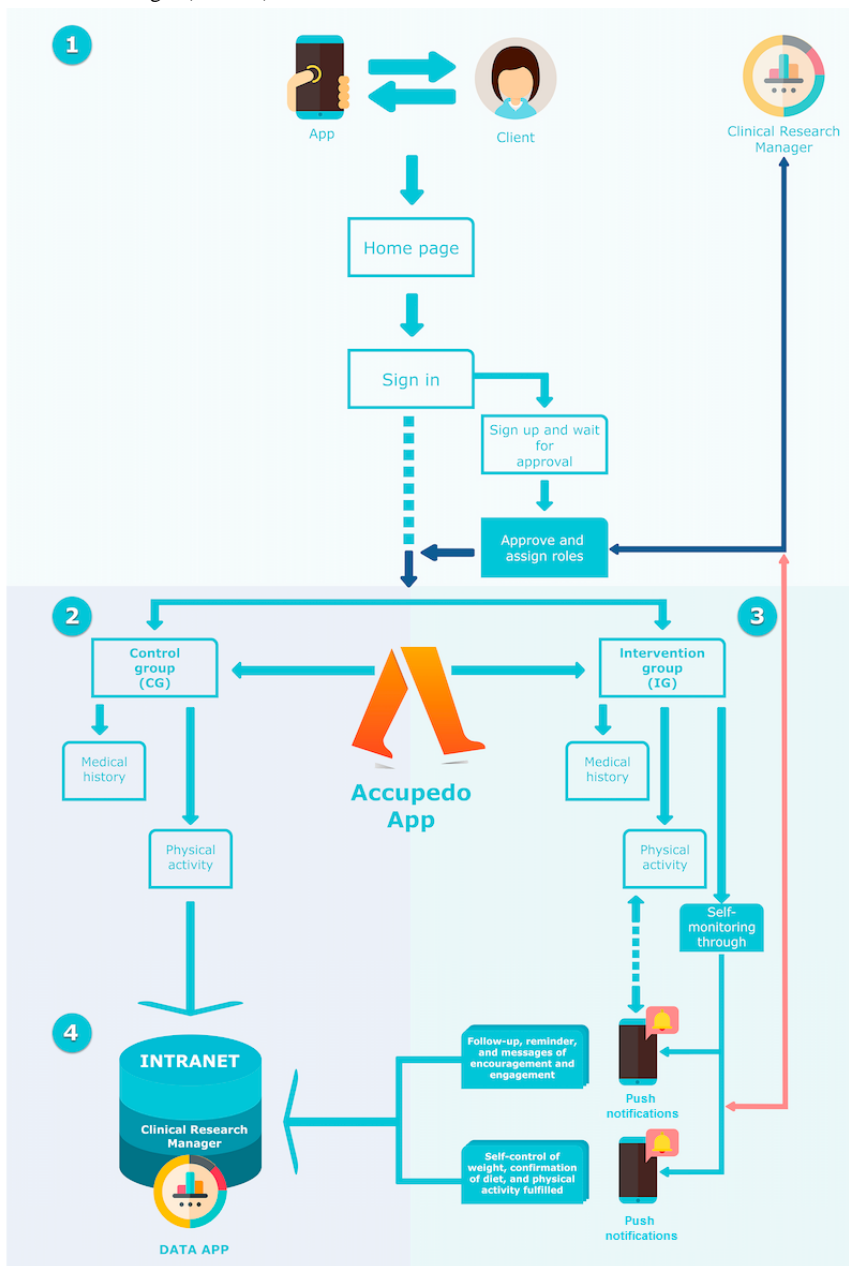 1
App
Client
Clinical Research
Manager
Home page
Sign in
Sign up and wait
for
approval
Approve and
assign roles
2
3
Control
group
(CG)
Intervention
group
(IG)
Medical
history
Medical
history
Accupedo
App
Physical
activity
Physical
activity
Self-
monitoring
through
4
INTRANET
Clinical Research
Manager
DATA APP
Follow-up, reminder,
and messages of
encouragement and
engagement
Push
notifications
Self-control of
weight, confirmation
of diet, and physical
activity fulfilled
Push
notifications